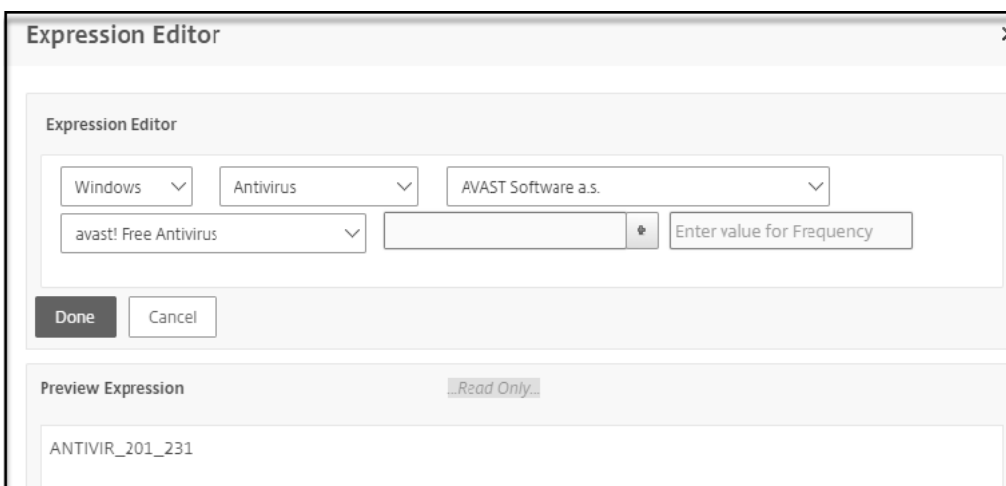 Expression Editor
Expression Editor
Windows Antivirus AVAST Software a.s.
avast! Free Antivirus Enter value for Frequency
Done Cancel
Preview Expression ...Read Only...
ANTIVIR_201_231